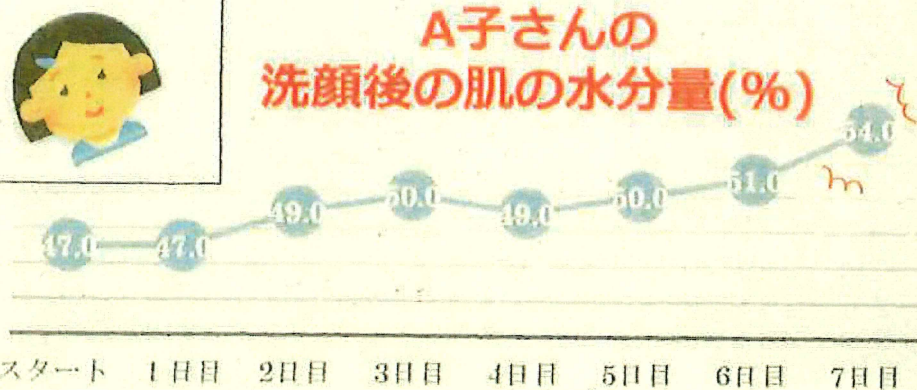 A子さんの
洗顔後の肌の水分量(%)
47.0 47.0 49.0 50.0 49.0 50.0 51.0 54.0
スタート 1日目 2日目 3日目 4日目 5日目 6日目 7日目